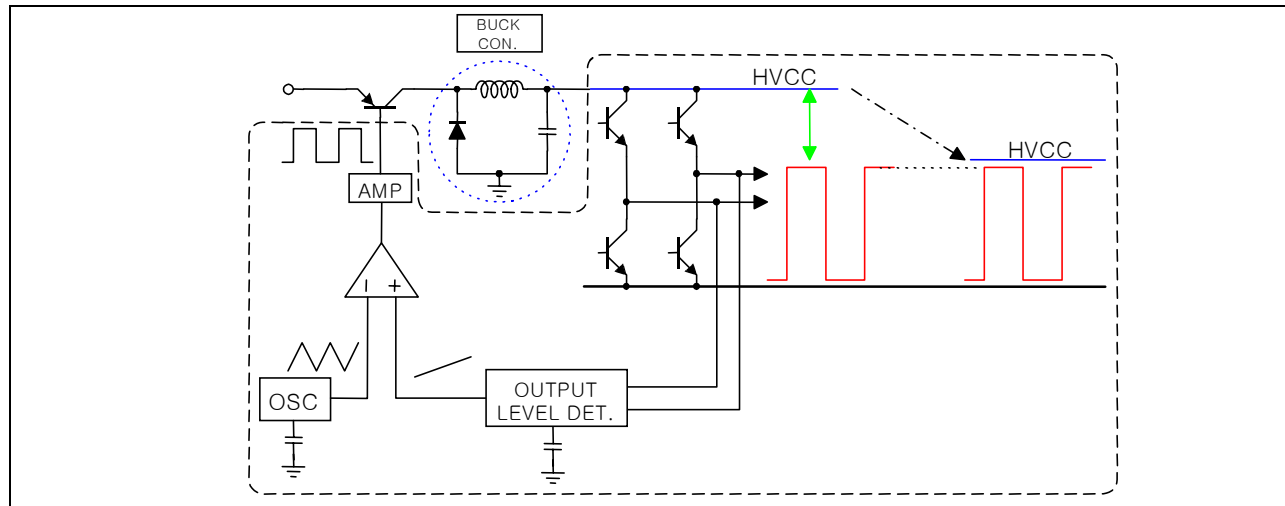 BUCK
CON.
HVCC
HVCC
AMP
− +
OSC
OUTPUT
LEVEL DET.